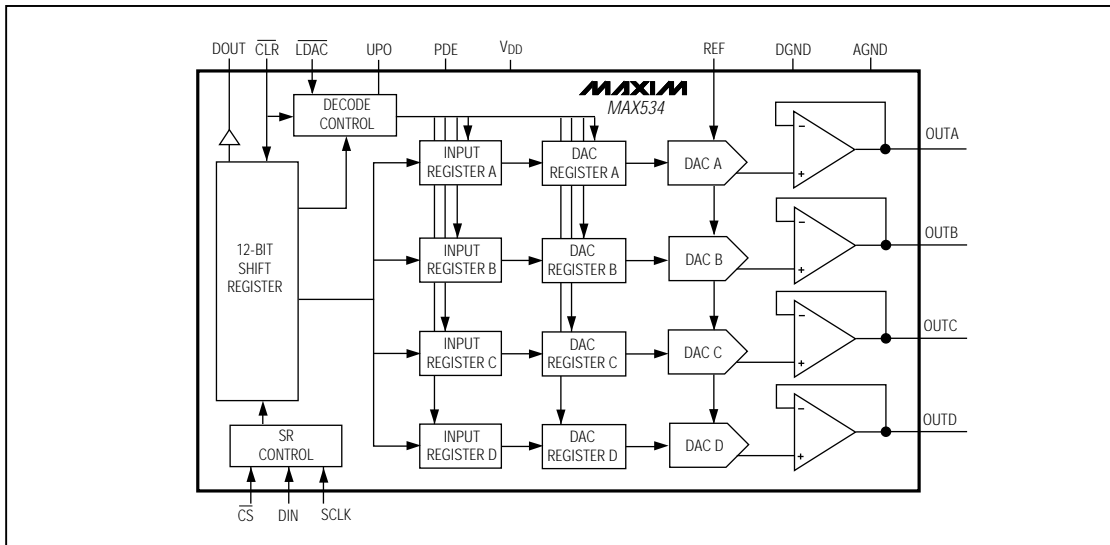 DOUT CLR LDAC UPO PDE VDD REF DGND AGND
MAXIM
MAX534
DECODE
CONTROL
OUTA
INPUT
REGISTER A
DAC
REGISTER A
DAC A
OUTB
12-BIT
SHIFT
REGISTER
INPUT
REGISTER B
DAC
REGISTER B
DAC B
OUTC
INPUT
REGISTER C
DAC
REGISTER C
DAC C
OUTD
SR
CONTROL
INPUT
REGISTER D
DAC
REGISTER D
DAC D
CS DIN SCLK